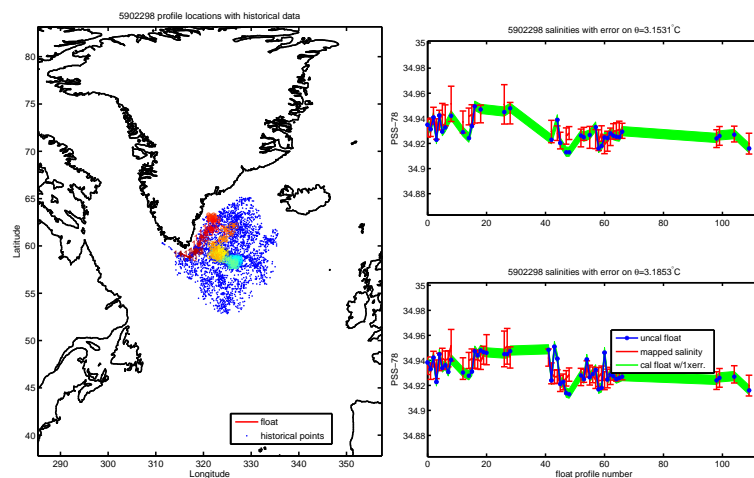 5902298 profile locations with historical data
80
75
70
65
60
55
50
45
40
Latitude
290 300 310 320 330 340 350
Longitude
float
historical points
5902298 salinities with error on θ=3.1531°C
35
34.96
34.94
34.92
34.9
34.88
PSS−78
0 20 40 60 80 100
5902298 salinities with error on θ=3.1853°C
35
34.96
34.94
34.92
34.9
34.88
PSS−78
0 20 40 60 80 100
float profile number
uncal float
mapped salinity
cal float w/1xerr.